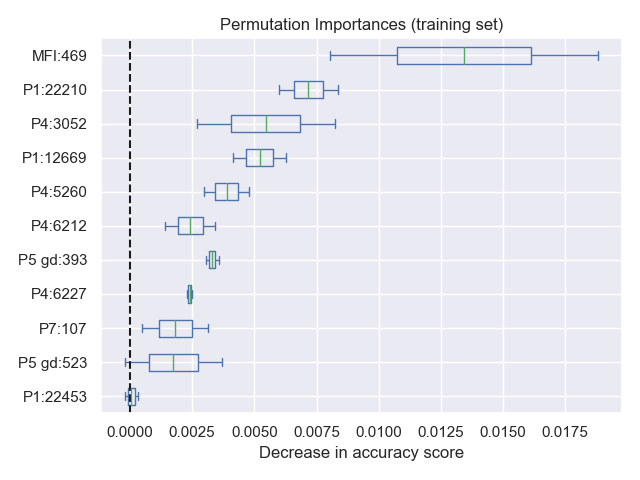 Permutation Importances (training set)
MFI:469
P1:22210
P4:3052
P1:12669
P4:5260
P4:6212
P5 gd:393
P4:6227
P7:107
P5 gd:523
P1:22453
0.0000 0.0025 0.0050 0.0075 0.0100 0.0125 0.0150 0.0175
Decrease in accuracy score